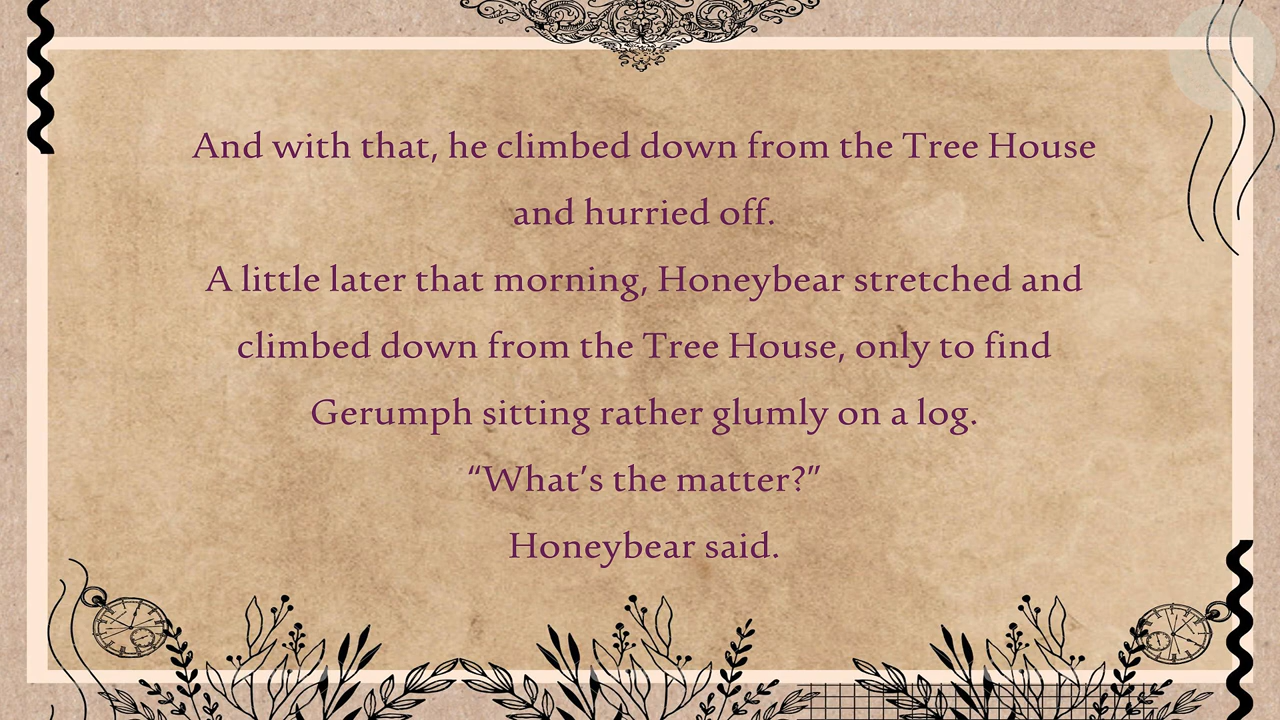 And with that, he climbed down from the Tree House
and hurried off.
A little later that morning, Honeybear stretched and
climbed down from the Tree House, only to find
Gerumph sitting rather glumly on a log.
“What’s the matter?”
Honeybear said.